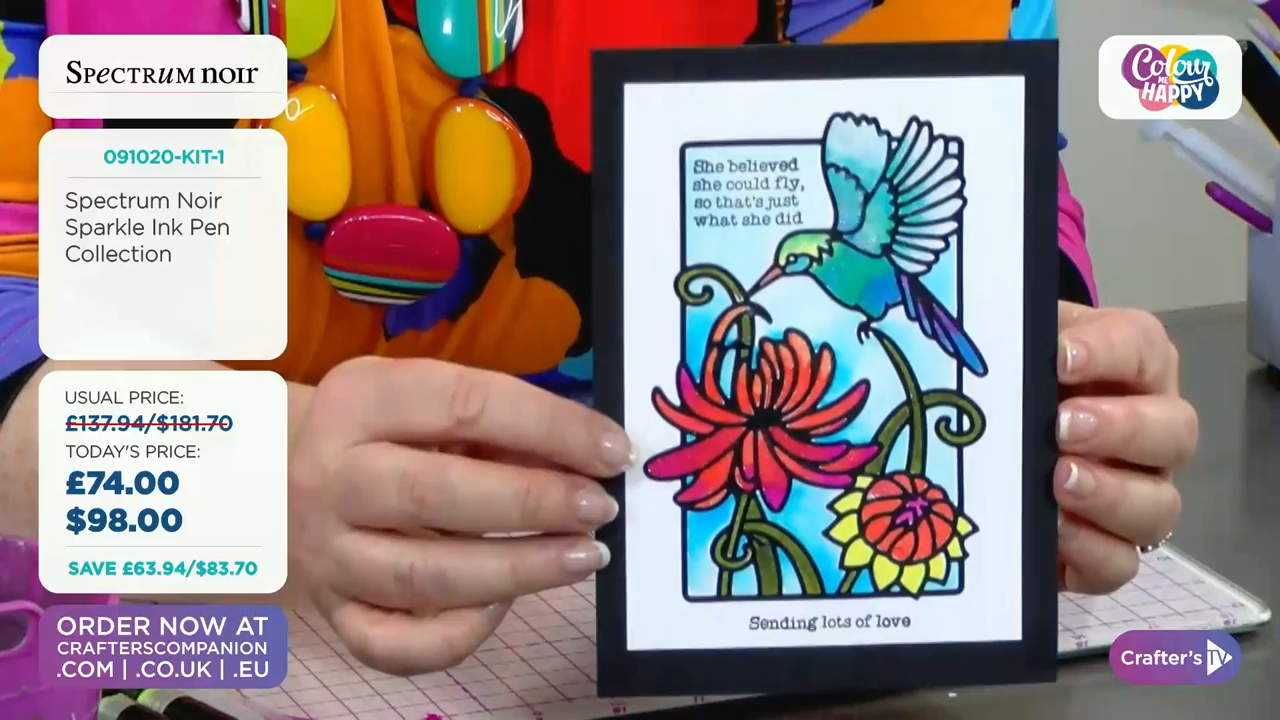 SPECTRUM NOIR
091020-KIT-1
Spectrum Noir
Sparkle Ink Pen
Collection
USUAL PRICE:
£137.94/$181.70
TODAY'S PRICE:
£74.00
$98.00
SAVE £63.94/$83.70
ORDER NOW AT
CRAFTERSCOMPANION
.COM | .CO.UK | .EU
She believed
she could fly,
so that's just
what she did
Sending lots of love
Colour
ME
HAPPY
Crafter's TV